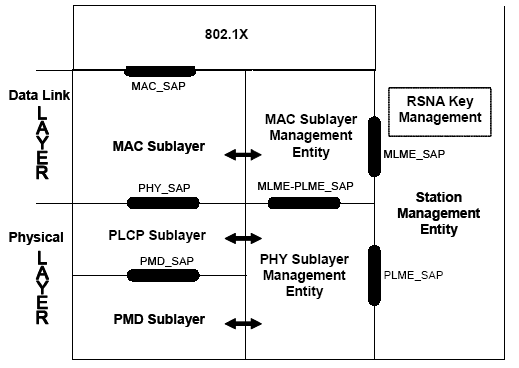 802.1X
MAC_SAP
Data Link
LAYER
MAC Sublayer
MAC Sublayer
Management
Entity
RSNA Key
Management
MLME_SAP
PHY_SAP
MLME-PLME_SAP
Station
Management
Entity
Physical
LAYER
PLCP Sublayer
PMD_SAP
PHY Sublayer
Management
Entity
PLME_SAP
PMD Sublayer